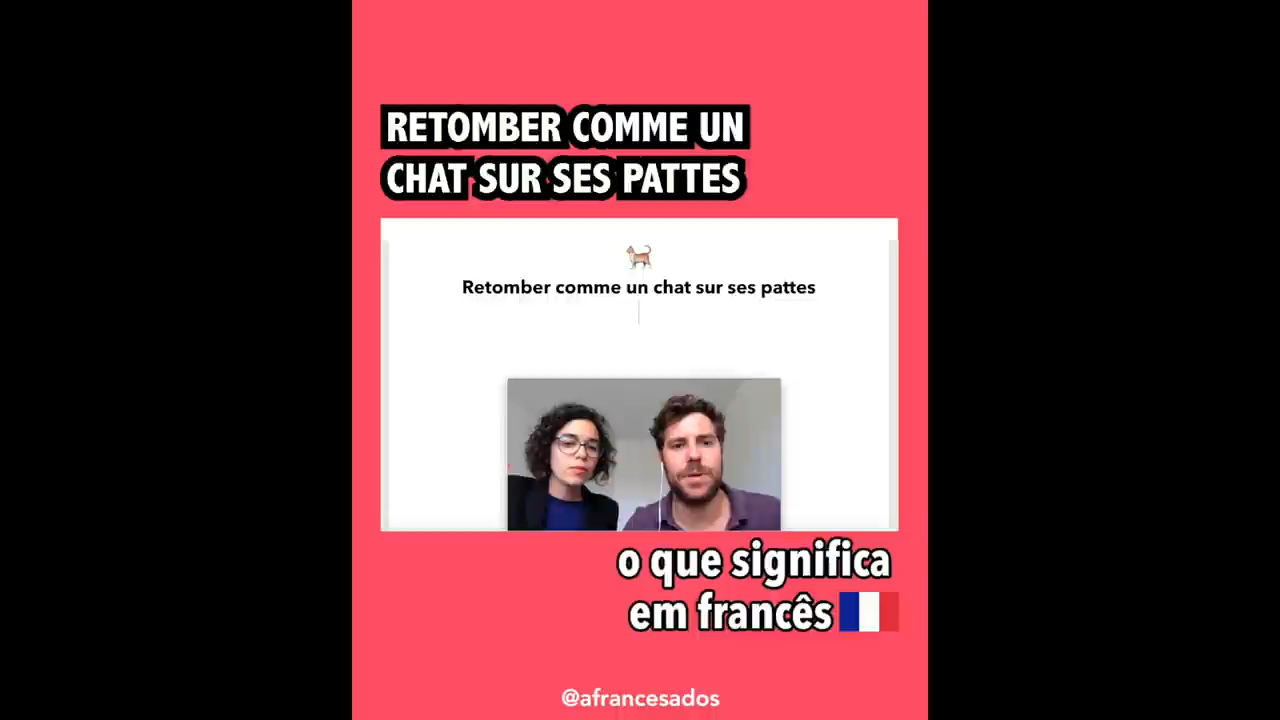 RETOMBER COMME UN
CHAT SUR SES PATTES
Retomber comme un chat sur ses pattes
o que significa
em francês
@afrancesados